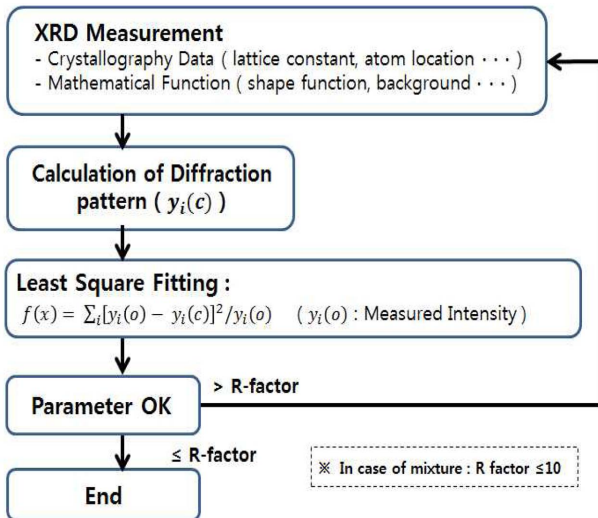 XRD Measurement
- Crystallography Data ( lattice constant, atom location · · · )
- Mathematical Function ( shape function, background · · · )
Calculation of Diffraction
pattern ( yᵢ(c) )
Least Square Fitting :
f(x) = ∑ᵢ[yᵢ(o) − yᵢ(c)]²/yᵢ(o) ( yᵢ(o) : Measured Intensity )
> R-factor
Parameter OK
≤ R-factor
※ In case of mixture : R factor ≤10
End